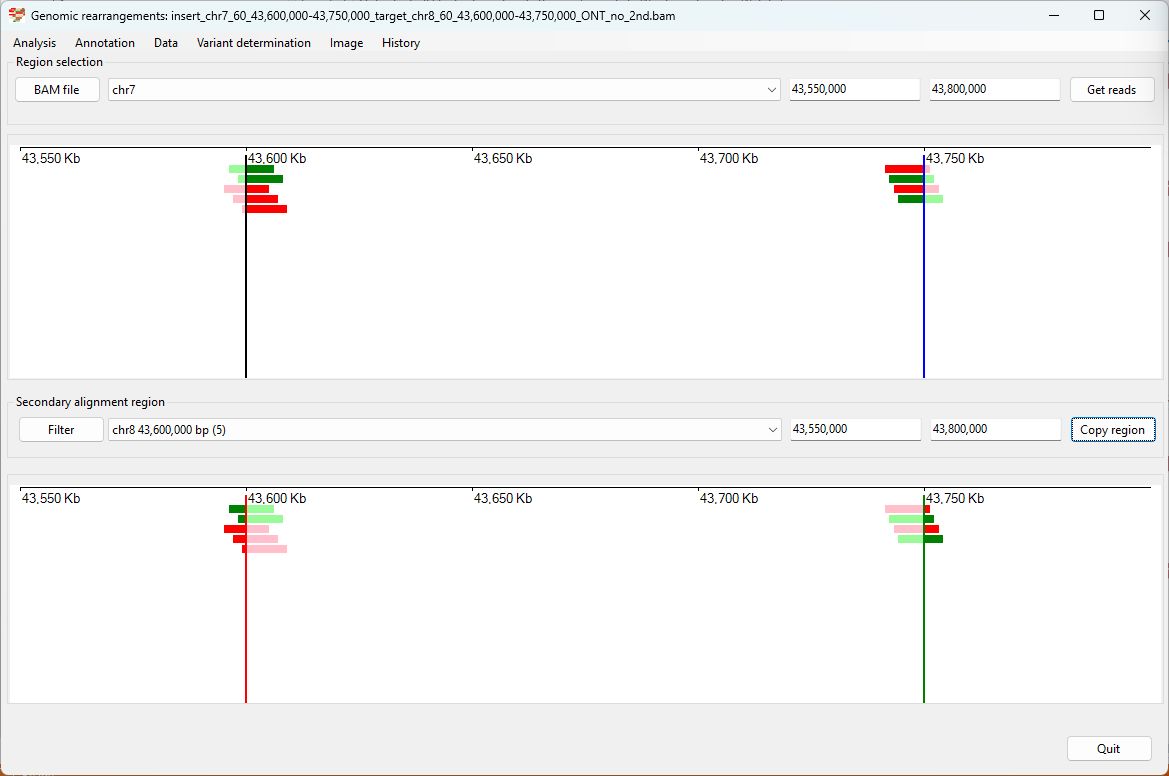 Genomic rearrangements: insert_chr7_60_43,600,000-43,750,000_target_chr8_60_43,600,000-43,750,000_ONT_no_2nd.bam
Analysis Annotation Data Variant determination Image History
Region selection
BAM file chr7 43,550,000 43,800,000 Get reads
43,550 Kb 43,600 Kb 43,650 Kb 43,700 Kb 43,750 Kb
Secondary alignment region
Filter chr8 43,600,000 bp (5) 43,550,000 43,800,000 Copy region
43,550 Kb 43,600 Kb 43,650 Kb 43,700 Kb 43,750 Kb
Quit